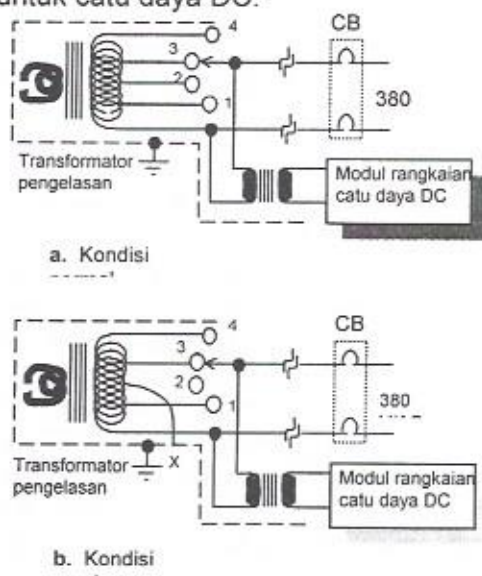 untuk catu daya DC.
4
CB
3
2
380
1
Transformator
pengelasan
Modul rangkaian
catu daya DC
a. Kondisi
4
CB
3
2
380
1
Transformator
pengelasan
X
Modul rangkaian
catu daya DC
b. Kondisi